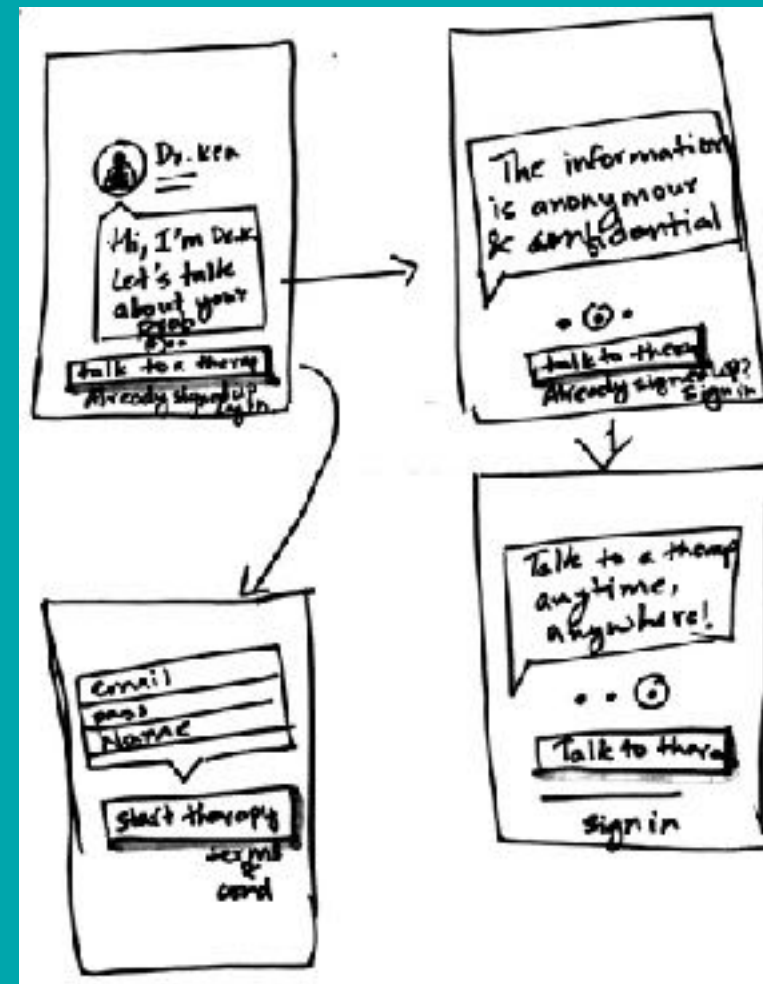 Dr. Ken
Hi, I'm Dr.K.
Let's talk
about your
talk to a therap
Already signed up
The information
is anonymour
& confidential
talk to therap
Already signed up?
Sign in
Talk to a therap
anytime,
anywhere!
Talk to thera
sign in
email
pass
Name
start therapy
terms
&
cond